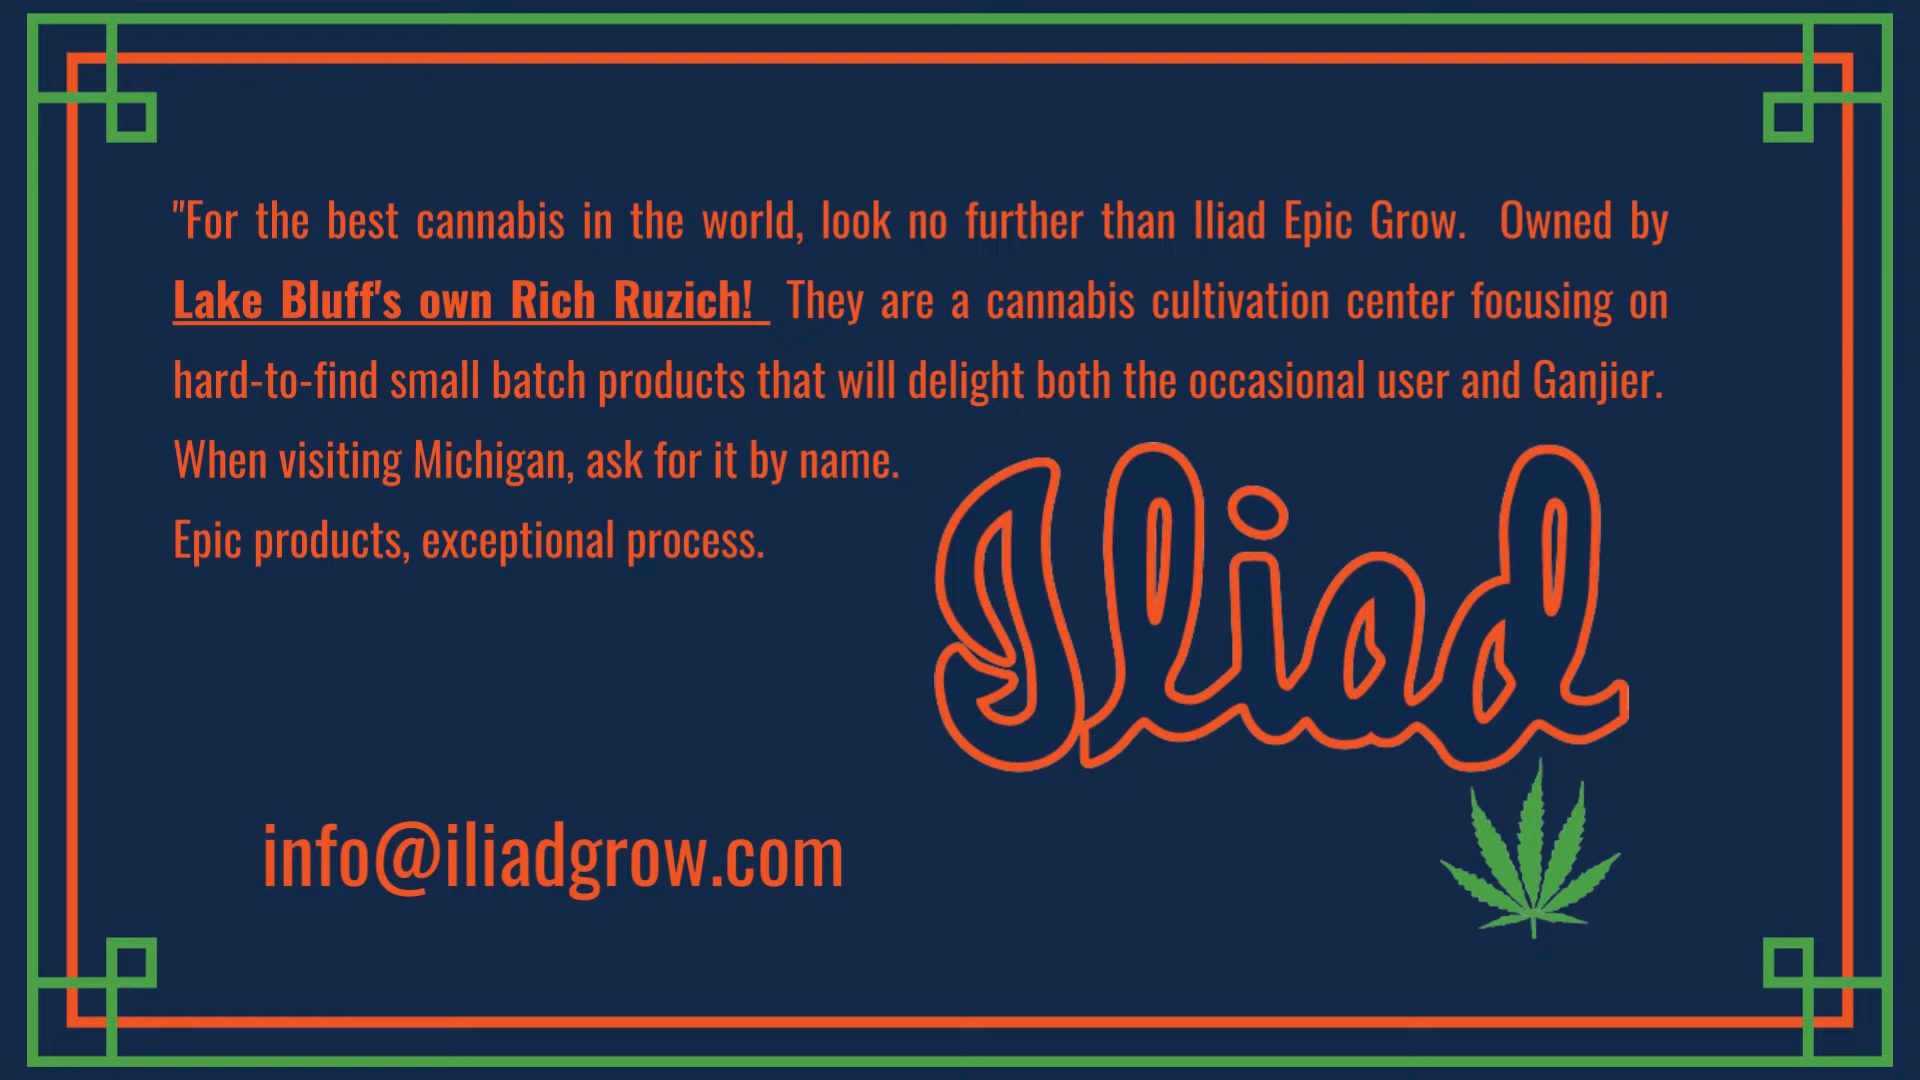 "For the best cannabis in the world, look no further than Iliad Epic Grow.  Owned by
Lake Bluff's own Rich Ruzich!  They are a cannabis cultivation center focusing on
hard-to-find small batch products that will delight both the occasional user and Ganjier.
When visiting Michigan, ask for it by name.
Epic products, exceptional process.
Iliad
info@iliadgrow.com